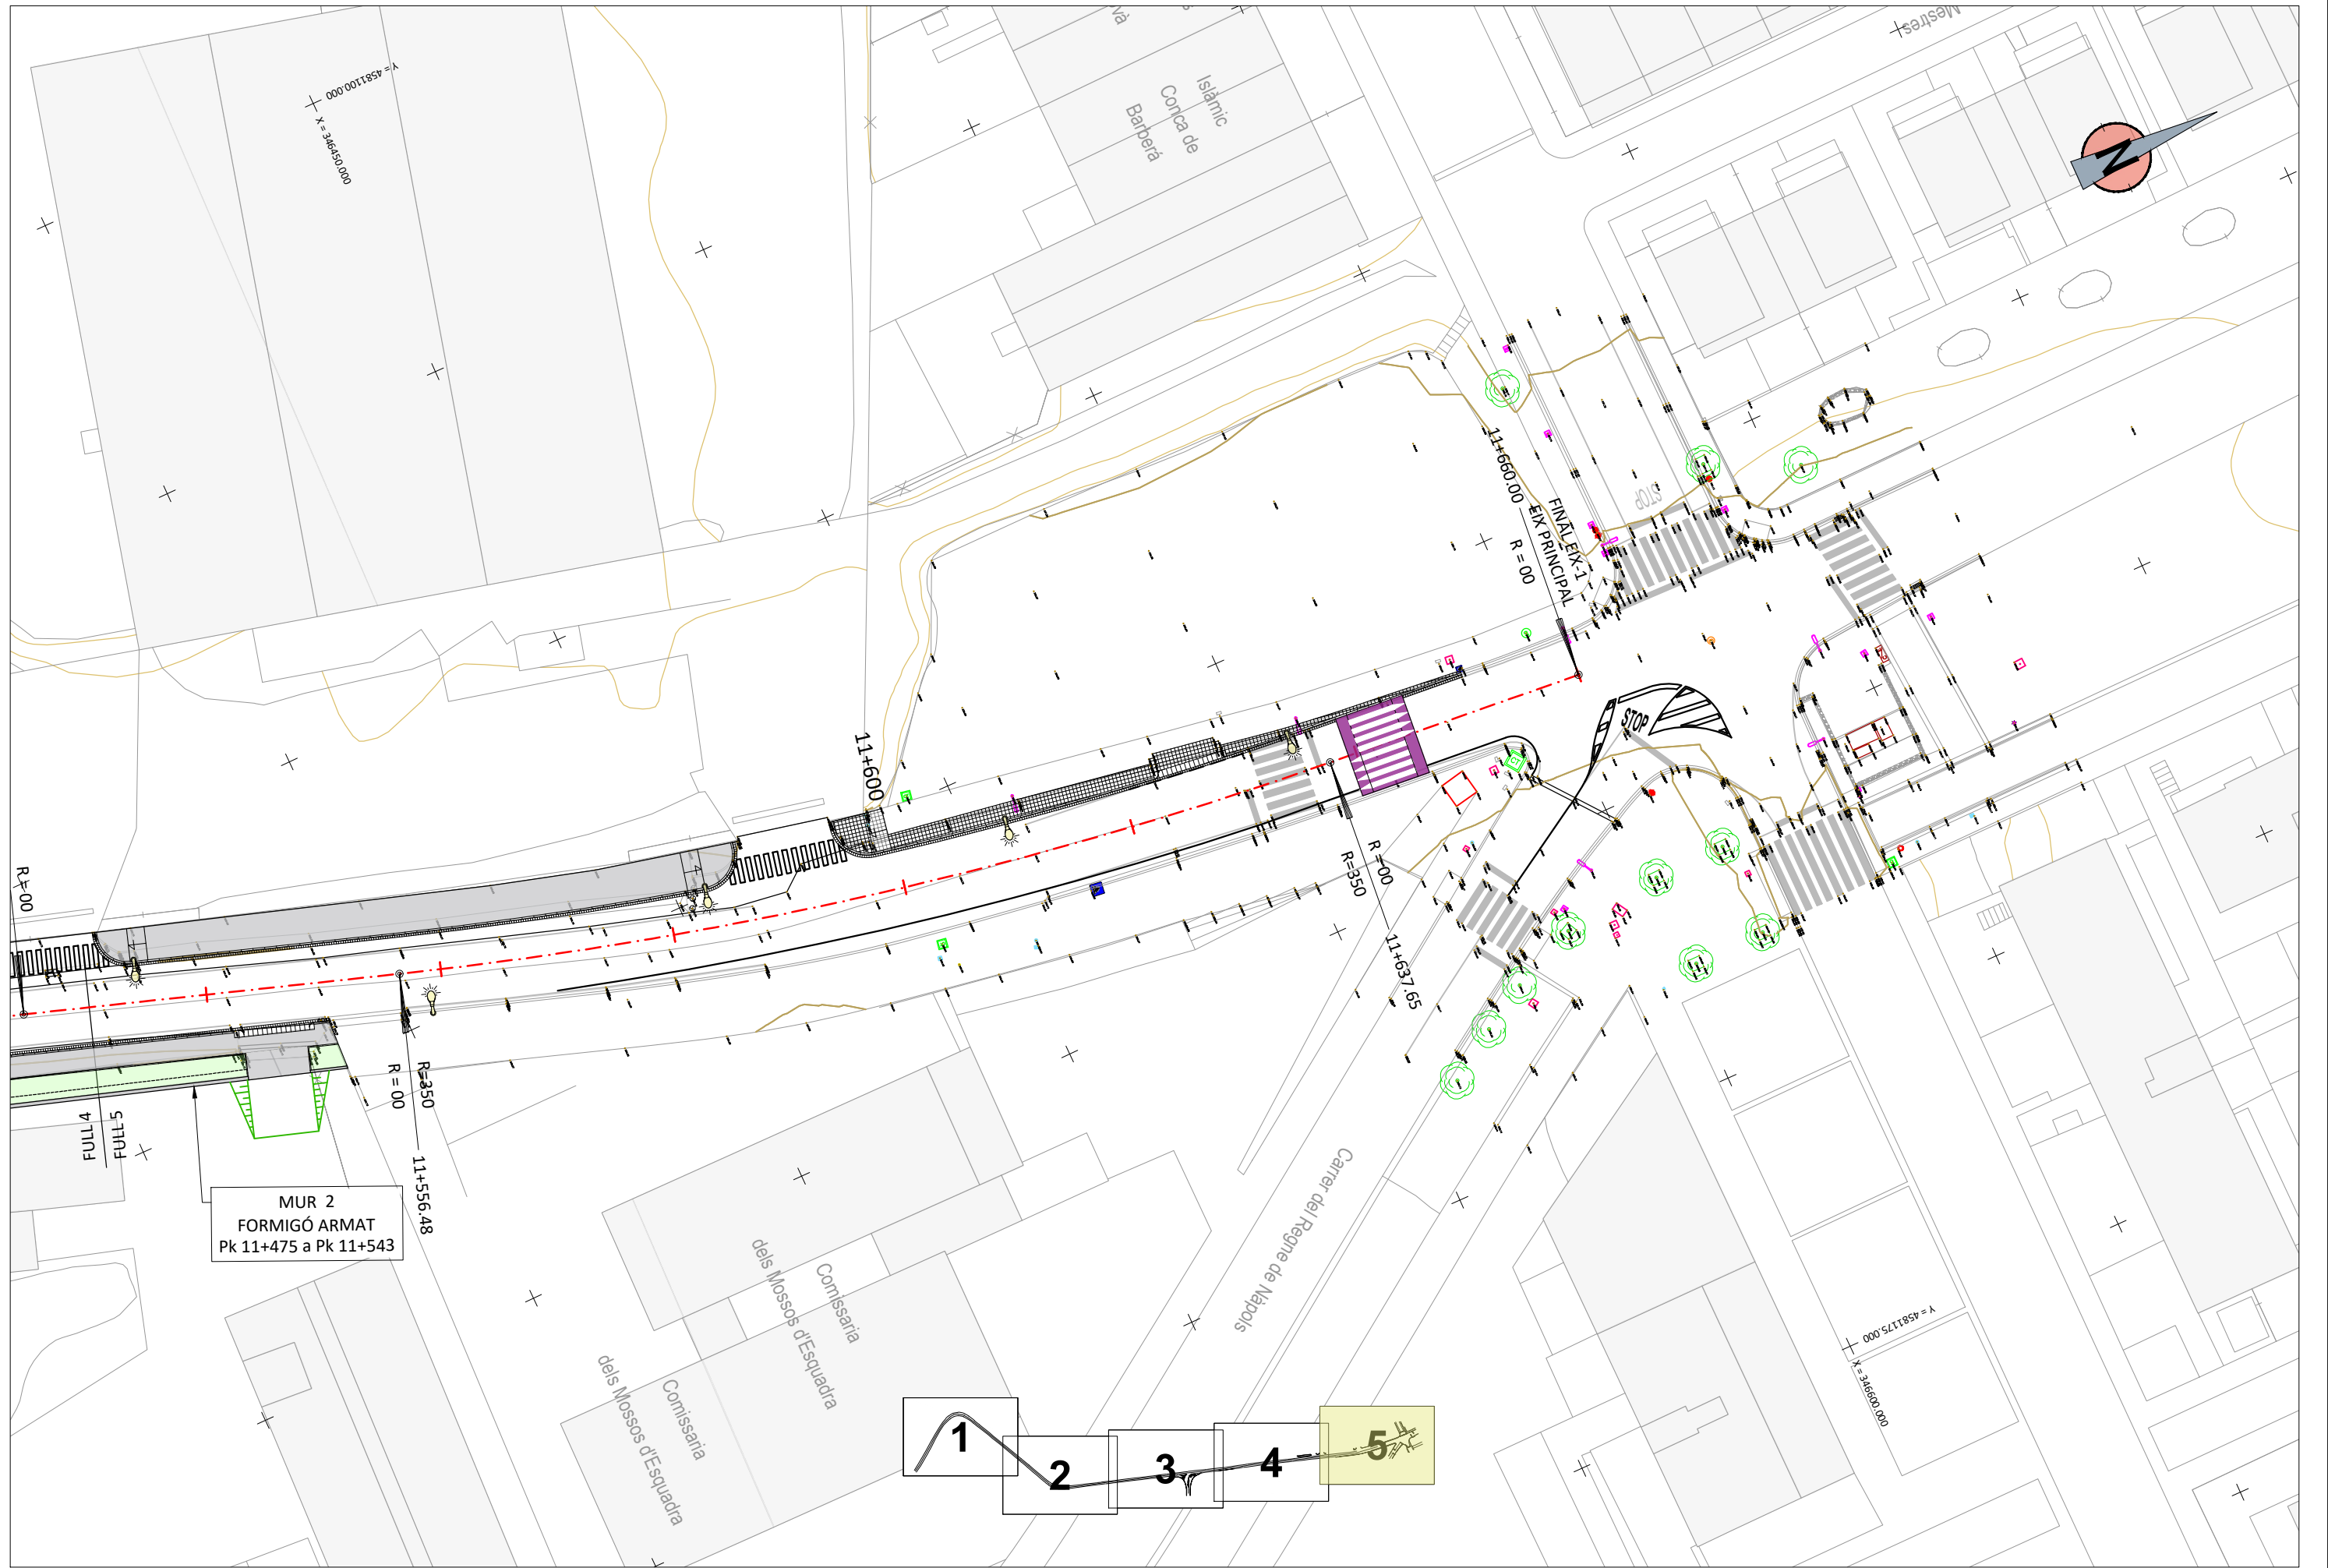 Y = 4581100.000
X = 346450.000
Islàmic
Conca de
Barberá
Mestres
N
11+660.00
FINAL EIX-1
EIX PRINCIPAL
R = 00
STOP
STOP
11+600
R = 00
R = 00
R=350
11+637.65
R=350
R = 00
11+556.48
FULL 4
FULL 5
MUR 2
FORMIGÓ ARMAT
Pk 11+475 a Pk 11+543
Comissaria
dels Mossos d'Esquadra
Comissaria
dels Mossos d'Esquadra
Carrer del Regne de Nàpols
Y = 4581175.000
X = 346600.000
1
2
3
4
5